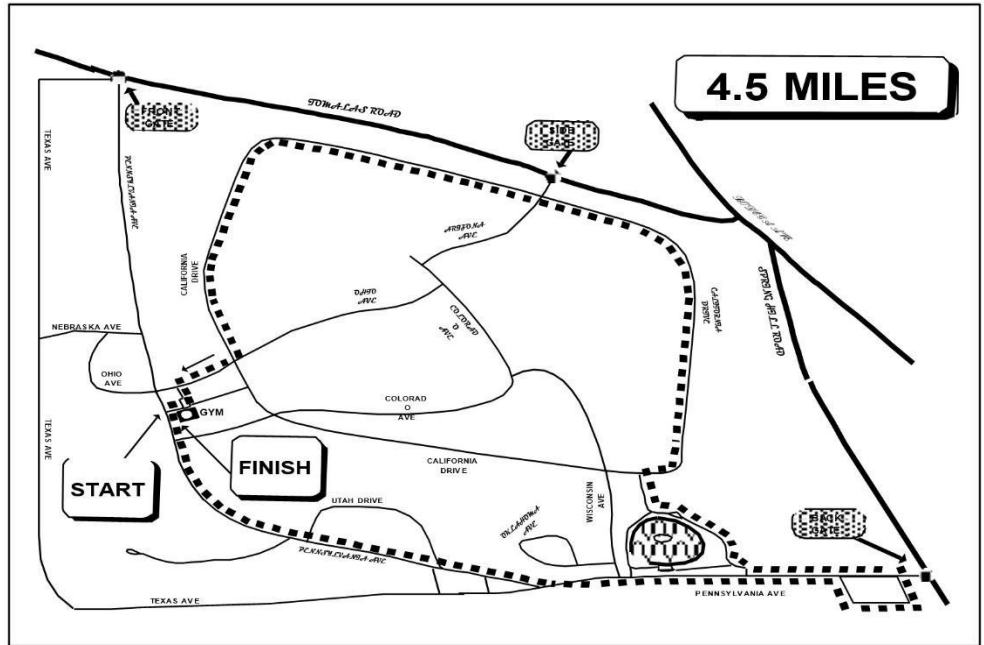 4.5 MILES
TOMALAS ROAD
FRONT
GATE
SIDE
GATE
TEXAS AVE
PENNSYLVANIA AVE
ARIZONA
AVE
CALIFORNIA
DRIVE
OHIO
AVE
COLORAD
O
AVE
CALIFORNIA
DRIVE
ROAD
NEBRASKA AVE
OHIO
AVE
GYM
COLORAD
O
AVE
TEXAS AVE
START
FINISH
CALIFORNIA
DRIVE
UTAH DRIVE
OKLAHOMA
AVE
WISCONSIN
AVE
BACK
GATE
PENNSYLVANIA AVE
PENNSYLVANIA AVE
TEXAS AVE